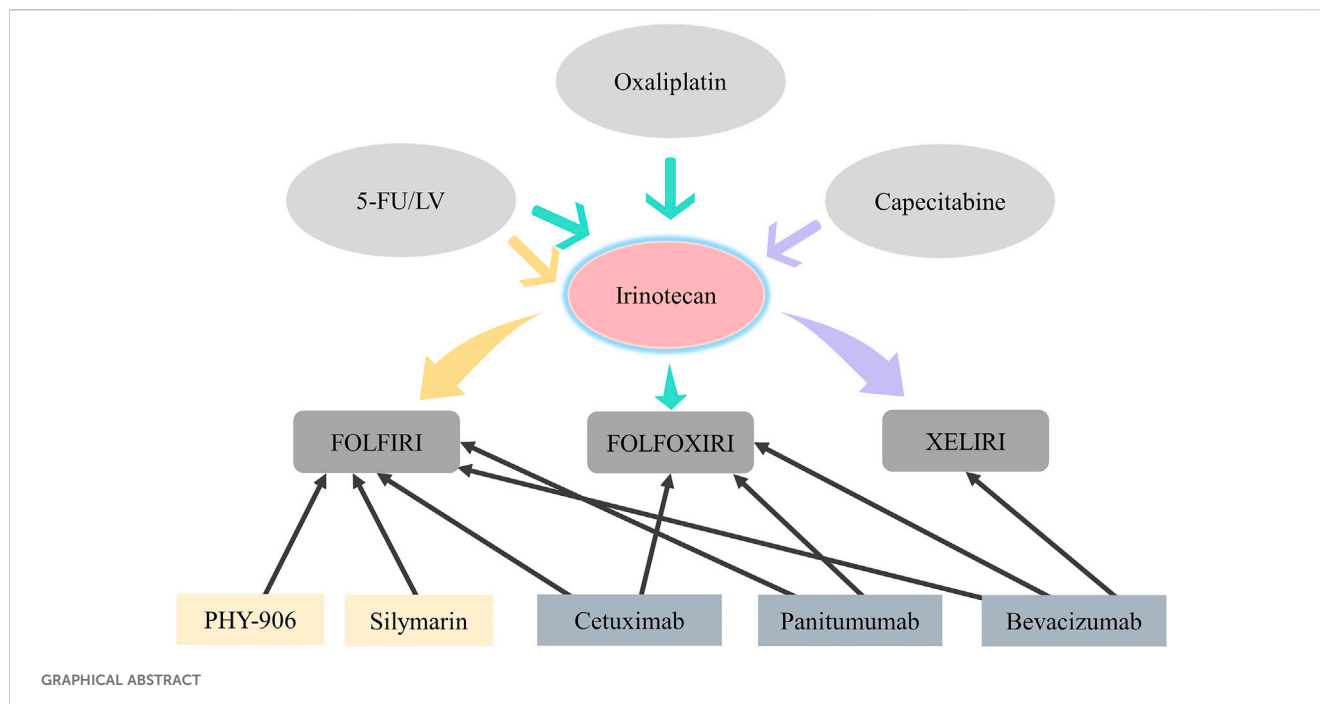 Oxaliplatin
5-FU/LV
Capecitabine
Irinotecan
FOLFIRI
FOLFOXIRI
XELIRI
PHY-906
Silymarin
Cetuximab
Panitumumab
Bevacizumab
GRAPHICAL ABSTRACT